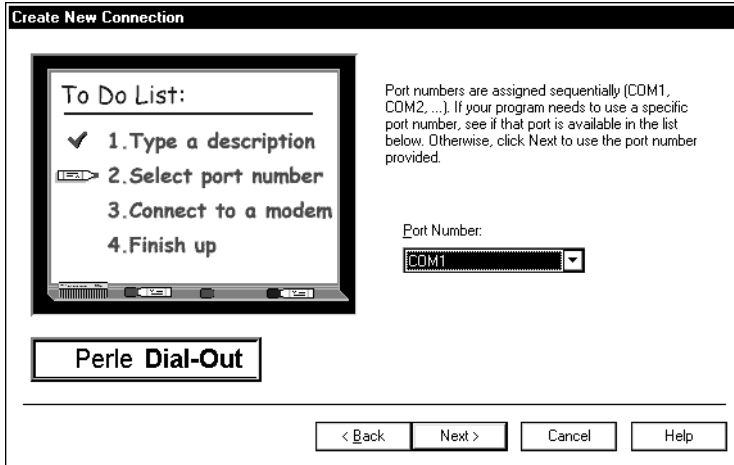 Create New Connection
To Do List:
1.Type a description
2.Select port number
3.Connect to a modem
4.Finish up
Perle Dial-Out
Port numbers are assigned sequentially (COM1,
COM2, ...). If your program needs to use a specific
port number, see if that port is available in the list
below. Otherwise, click Next to use the port number
provided.
Port Number:
COM1
< Back
Next >
Cancel
Help